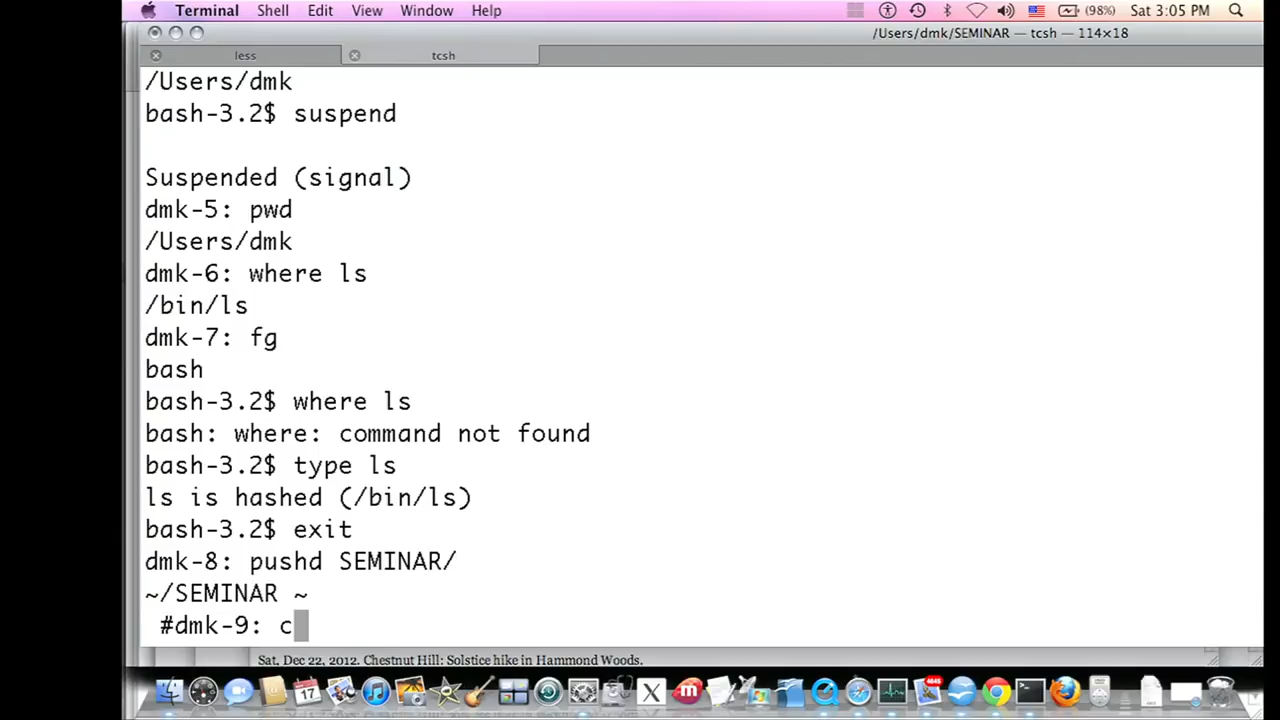 Terminal Shell Edit View Window Help (98%) Sat 3:05 PM
/Users/dmk/SEMINAR — tcsh — 114×18
less tcsh
/Users/dmk
bash-3.2$ suspend
Suspended (signal)
dmk-5: pwd
/Users/dmk
dmk-6: where ls
/bin/ls
dmk-7: fg
bash
bash-3.2$ where ls
bash: where: command not found
bash-3.2$ type ls
ls is hashed (/bin/ls)
bash-3.2$ exit
dmk-8: pushd SEMINAR/
~/SEMINAR ~
#dmk-9: c
Sat, Dec 22, 2012. Chestnut Hill: Solstice hike in Hammond Woods.
17